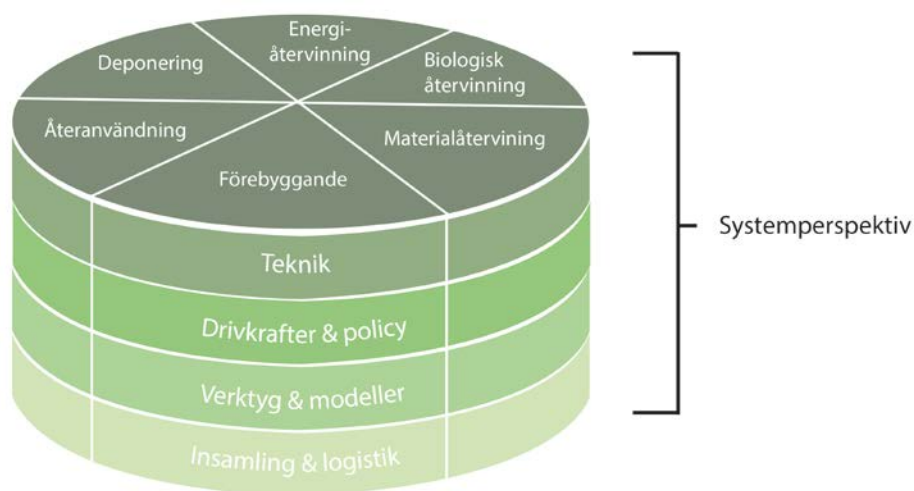 Energi-
återvinning
Deponering
Biologisk
återvinning
Återanvändning
Materialåtervining
Förebyggande
Systemperspektiv
Teknik
Drivkrafter & policy
Verktyg & modeller
Insamling & logistik